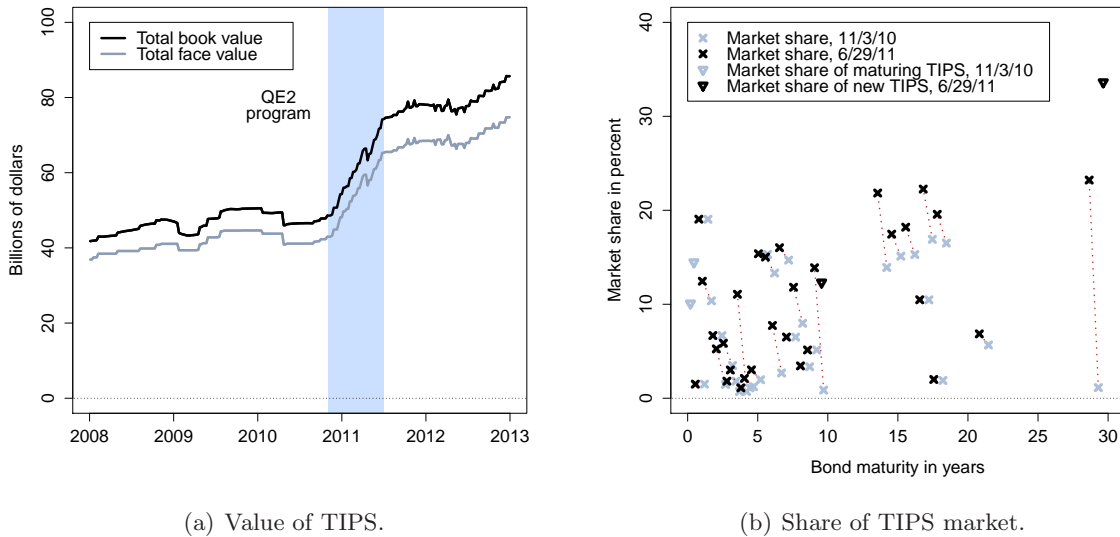 Total book value
Total face value
QE2
program
Billions of dollars
0 20 40 60 80 100
2008 2009 2010 2011 2012 2013
(a) Value of TIPS.
Market share, 11/3/10
Market share, 6/29/11
Market share of maturing TIPS, 11/3/10
Market share of new TIPS, 6/29/11
Market share in percent
0 10 20 30 40
0 5 10 15 20 25 30
Bond maturity in years
(b) Share of TIPS market.